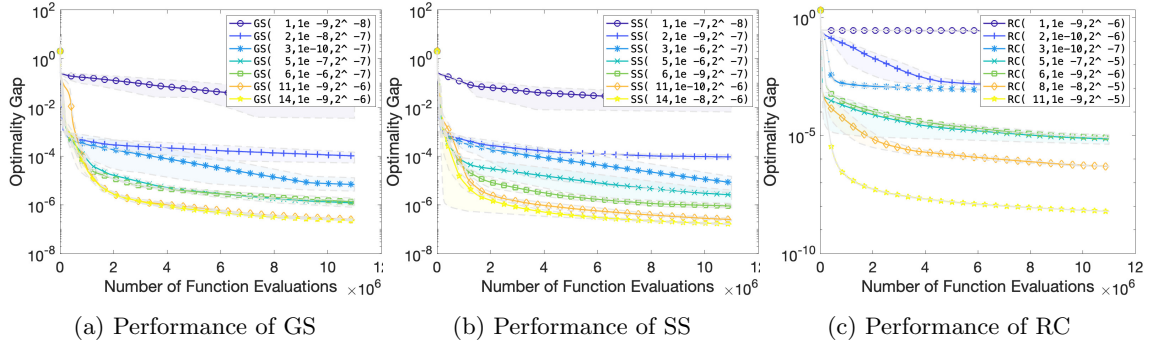 10^2
10^0
10^-2
10^-4
10^-6
10^-8
Optimality Gap
GS( 1,1e -9,2^ -8)
GS( 2,1e -8,2^ -7)
GS( 3,1e-10,2^ -7)
GS( 5,1e -7,2^ -7)
GS( 6,1e -6,2^ -7)
GS( 11,1e -9,2^ -6)
GS( 14,1e -9,2^ -6)
0 2 4 6 8 10 12
Number of Function Evaluations ×10^6
(a) Performance of GS
10^2
10^0
10^-2
10^-4
10^-6
10^-8
Optimality Gap
SS( 1,1e -7,2^ -8)
SS( 2,1e -9,2^ -7)
SS( 3,1e -6,2^ -7)
SS( 5,1e -6,2^ -7)
SS( 6,1e -9,2^ -7)
SS( 11,1e-10,2^ -6)
SS( 14,1e -8,2^ -6)
0 2 4 6 8 10 12
Number of Function Evaluations ×10^6
(b) Performance of SS
10^0
10^-5
10^-10
Optimality Gap
RC( 1,1e -9,2^ -6)
RC( 2,1e-10,2^ -6)
RC( 3,1e-10,2^ -7)
RC( 5,1e -7,2^ -5)
RC( 6,1e -9,2^ -6)
RC( 8,1e -8,2^ -5)
RC( 11,1e -9,2^ -5)
0 2 4 6 8 10 12
Number of Function Evaluations ×10^6
(c) Performance of RC